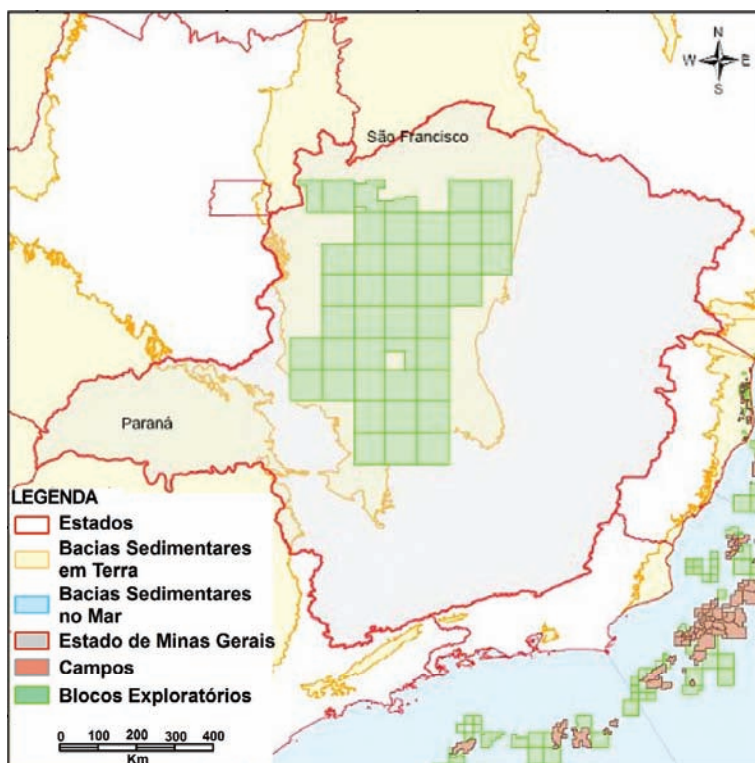 N
W E
S
São Francisco
Paraná
LEGENDA
Estados
Bacias Sedimentares
em Terra
Bacias Sedimentares
no Mar
Estado de Minas Gerais
Campos
Blocos Exploratórios
0 100 200 300 400
Km